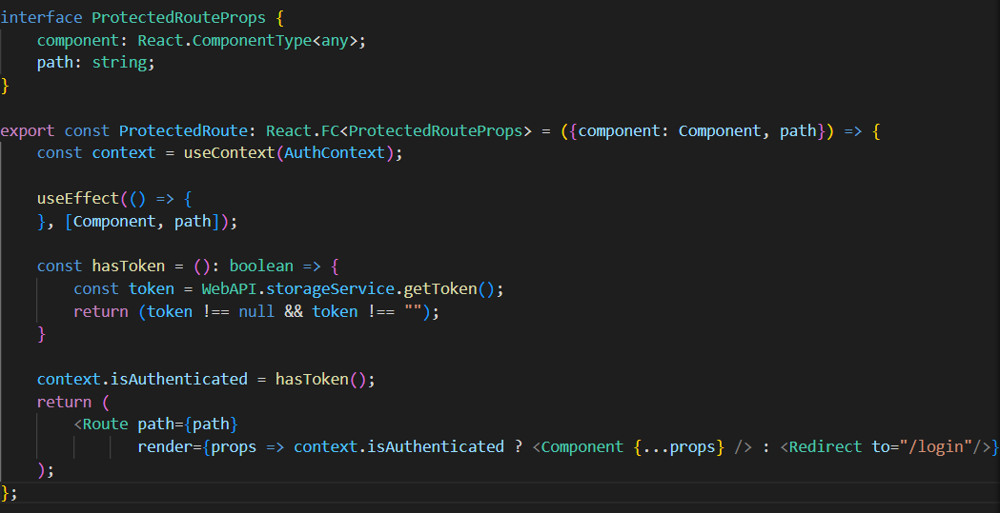 interface ProtectedRouteProps {
    component: React.ComponentType<any>;
    path: string;
}

export const ProtectedRoute: React.FC<ProtectedRouteProps> = ({component: Component, path}) => {
    const context = useContext(AuthContext);

    useEffect(() => {
    }, [Component, path]);

    const hasToken = (): boolean => {
        const token = WebAPI.storageService.getToken();
        return (token !== null && token !== "");
    }

    context.isAuthenticated = hasToken();
    return (
        <Route path={path}
               render={props => context.isAuthenticated ? <Component {...props} /> : <Redirect to="/login"/>}
    );
};